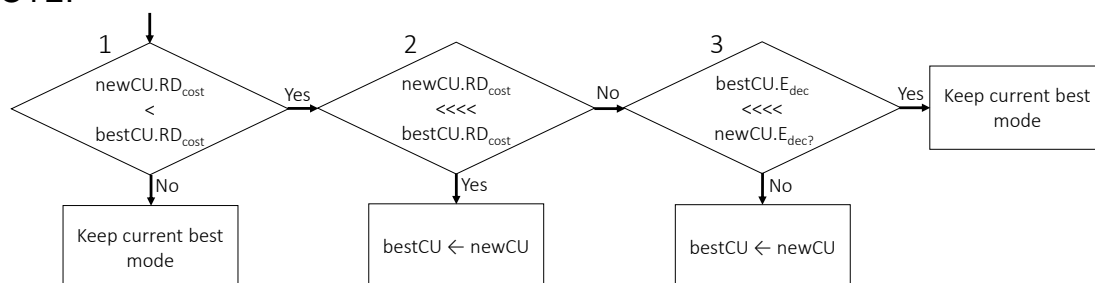 1
newCU.RDcost
<
bestCU.RDcost
Yes
No
Keep current best
mode
2
newCU.RDcost
<<<<
bestCU.RDcost
No
Yes
bestCU ← newCU
3
bestCU.Edec
<<<<
newCU.Edec?
Yes
No
bestCU ← newCU
Keep current best
mode